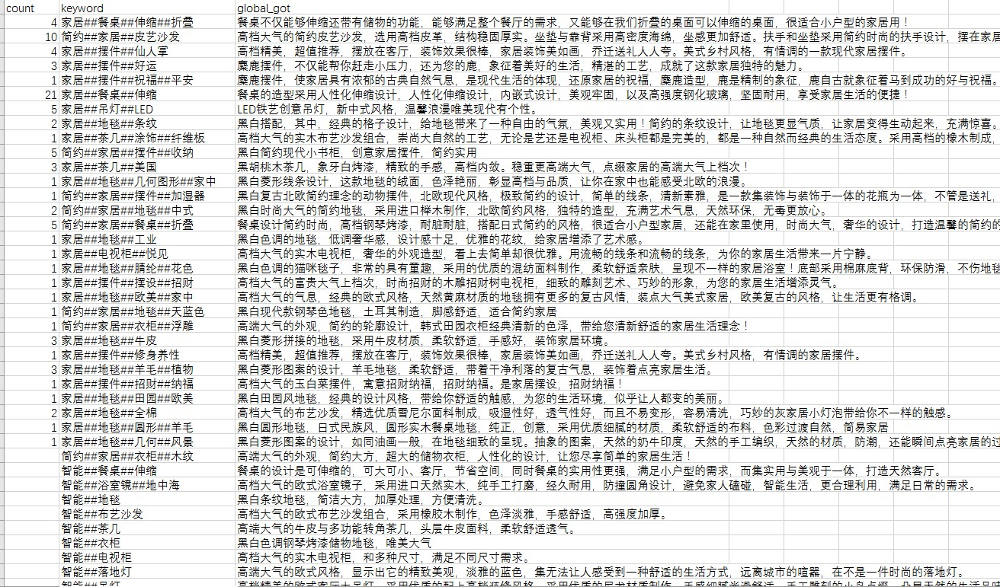 count keyword global_got
4 家居##餐桌##伸缩##折叠 餐桌不仅能够伸缩还带有储物的功能，能够满足整个餐厅的需求，又能够在我们折叠的桌面可以伸缩的桌面，很适合小户型的家居用！
10 简约##家居##皮艺沙发 高档大气的简约皮艺沙发，选用高档皮革，结构稳固厚实。坐垫与靠背采用高密度海绵，坐感更加舒适。扶手和坐垫采用简约时尚的扶手设计，摆在家居
4 家居##摆件##仙人掌 高档精美，超值推荐，摆放在客厅，装饰效果很棒，家居装饰美如画，乔迁送礼人人夸。美式乡村风格，有情调的一款现代家居摆件。
3 家居##摆件##好运 麋鹿摆件，不仅能帮你赶走小压力，还为您的鹿，象征着美好的生活，精湛的工艺，成就了这款家居独特的魅力。
1 家居##摆件##祝福##平安 麋鹿摆件，使家居具有浓郁的古典自然气息，是现代生活的体现，还原家居的祝福，麋鹿造型，鹿是精制的象征，鹿自古就象征着马到成功的好与祝福。
21 家居##餐桌##伸缩 餐桌的造型采用人性化伸缩设计，人性化伸缩设计，内嵌式设计，美观牢固，以及高强度钢化玻璃，坚固耐用，享受家居生活的便捷！
5 家居##吊灯##LED LED铁艺创意吊灯，新中式风格，温馨浪漫唯美现代有个性。
2 家居##地毯##条纹 黑白搭配，其中，经典的格子设计，给地毯带来了一种自由的气氛，美观又实用！简约的条纹设计，让地毯更显气质，让家居变得生动起来，充满惊喜。
1 家居##茶几##涂饰##纤维板 高档大气的实木布艺沙发组合，崇尚大自然的工艺，无论是艺还是电视柜、床头柜都是完美的，都是一种自然而经典的生活态度。采用高档的橡木制成，
5 简约##家居##摆件##收纳 黑白简约现代小书柜，创意家居摆件，简约实用
3 家居##茶几##美国 黑胡桃木茶几，象牙白烤漆，精致的手感，高档内敛。稳重更高端大气，点缀家居的高端大气上档次！
1 家居##地毯##几何图形##家中 黑白菱形线条设计，这款地毯的绒面，色泽艳丽，彰显高档与品质，让你在家中也能感受北欧的浪漫。
1 简约##家居##摆件##加湿器 黑白复古北欧简约理念的动物摆件，北欧现代风格，极致简约的设计，简单的线条，清新素雅，是一款集装饰与装饰于一体的花瓶为一体，不管是送礼，
2 简约##家居##地毯##中式 黑白时尚大气的简约地毯，采用进口榉木制作，北欧简约风格，独特的造型，充满艺术气息，天然环保，无毒更放心。
5 简约##家居##餐桌##折叠 餐桌设计简约时尚，高档钢琴烤漆，耐脏耐脏，搭配日式简约的风格，很适合小户型家居，还能在家里使用，时尚大气，奢华的设计，打造温馨的简约的
1 家居##地毯##工业 黑白色调的地毯，低调奢华感，设计感十足，优雅的花纹，给家居增添了艺术感。
1 家居##电视柜##悦见 高档大气的实木电视柜，奢华的外观造型，看上去简单却很优雅。用流畅的线条和流畅的线条，为你的家居生活带来一片宁静。
1 家居##地毯##腈纶##花色 黑白色调的猫咪毯子，非常的具有童趣，采用的优质的混纺面料制作，柔软舒适亲肤，呈现不一样的家居浴室！底部采用棉麻底背，环保防滑，不伤地毯
1 家居##摆件##摆设##招财 高档大气的富贵大气上档次，时尚招财的木雕招财树电视柜，细致的雕刻艺术、巧妙的形象，为您的家居生活增添灵气。
1 家居##地毯##欧美##家中 高档大气的气息，经典的欧式风格，天然黄麻材质的地毯拥有更多的复古风情，装点大气美式家居，欧美复古的风格，让生活更有格调。
1 简约##家居##地毯##天蓝色 黑白现代款钢琴色地毯，土耳其制造，脚感舒适，适合简约家居
1 简约##家居##衣柜##浮雕 高端大气的外观，简约的轮廓设计，韩式田园衣柜经典清新的色泽，带给您清新舒适的家居生活理念！
3 家居##地毯##牛皮 黑白菱形拼接的地毯，采用牛皮材质，柔软舒适，手感好，装饰家居环境。
1 家居##摆件##修身养性 高档精美，超值推荐，摆放在客厅，装饰效果很棒，家居装饰美如画，乔迁送礼人人夸。美式乡村风格，有情调的家居摆件。
3 家居##地毯##羊毛##植物 黑白菱形图案的设计，羊毛地毯，柔软舒适，带着干净利落的复古气息，装饰着点亮家居生活。
1 家居##摆件##招财##纳福 高档大气的玉白菜摆件，寓意招财纳福，招财纳福。是家居摆设，招财纳福！
1 家居##地毯##田园##欧美 黑白田园风地毯，经典的设计风格，带给你舒适的触感，为您的生活环境，似乎让人都变的美丽。
2 家居##地毯##全棉 高档大气的布艺沙发，精选优质雪尼尔面料制成，吸湿性好，透气性好，而且不易变形，容易清洗，巧妙的灰家居小灯泡带给你不一样的触感。
1 家居##地毯##圆形##羊毛 黑白圆形地毯，日式民族风，圆形实木餐桌地毯，纯正，创意，采用优质细腻的材质，柔软舒适的布料，色彩过渡自然，简易家居
1 家居##地毯##几何##风景 黑白菱形图案的设计，如同油画一般，在地毯细致的呈现。抽象的图案，天然的奶牛印度，天然的手工编织，天然的材质，防潮，还能瞬间点亮家居的过
简约##家居##衣柜##木纹 高端大气的外观，简约大方，超大的储物衣柜，人性化的设计，让您尽享简单的家居生活！
智能##餐桌##伸缩 餐桌的设计是可伸缩的，可大可小、客厅，节省空间，同时餐桌的实用性更强，满足小户型的需求，而集实用与美观于一体，打造天然客厅。
智能##浴室镜##地中海 高档大气的欧式浴室镜子，采用进口天然实木，纯手工打磨，经久耐用，防撞圆角设计，避免家人磕碰，智能生活，更合理利用，满足日常的需求。
智能##地毯 黑白条纹地毯，简洁大方，加厚处理，方便清洗。
智能##布艺沙发 高档大气的欧式布艺沙发组合，采用橡胶木制作，色泽淡雅，手感舒适，高强度加厚。
智能##茶几 高端大气的牛皮与多功能转角茶几，头层牛皮面料，柔软舒适透气。
智能##衣柜 黑白色调钢琴烤漆储物地毯，唯美大气
智能##电视柜 高档大气的实木电视柜，和多种尺寸，满足不同尺寸需求。
智能##落地灯 高端大气的欧式风格，显示出它的精致美观，淡雅的蓝色，集无法让人感受到一种舒适的生活方式，远离城市的喧嚣，在不是一件时尚的落地灯。
智能##吊灯